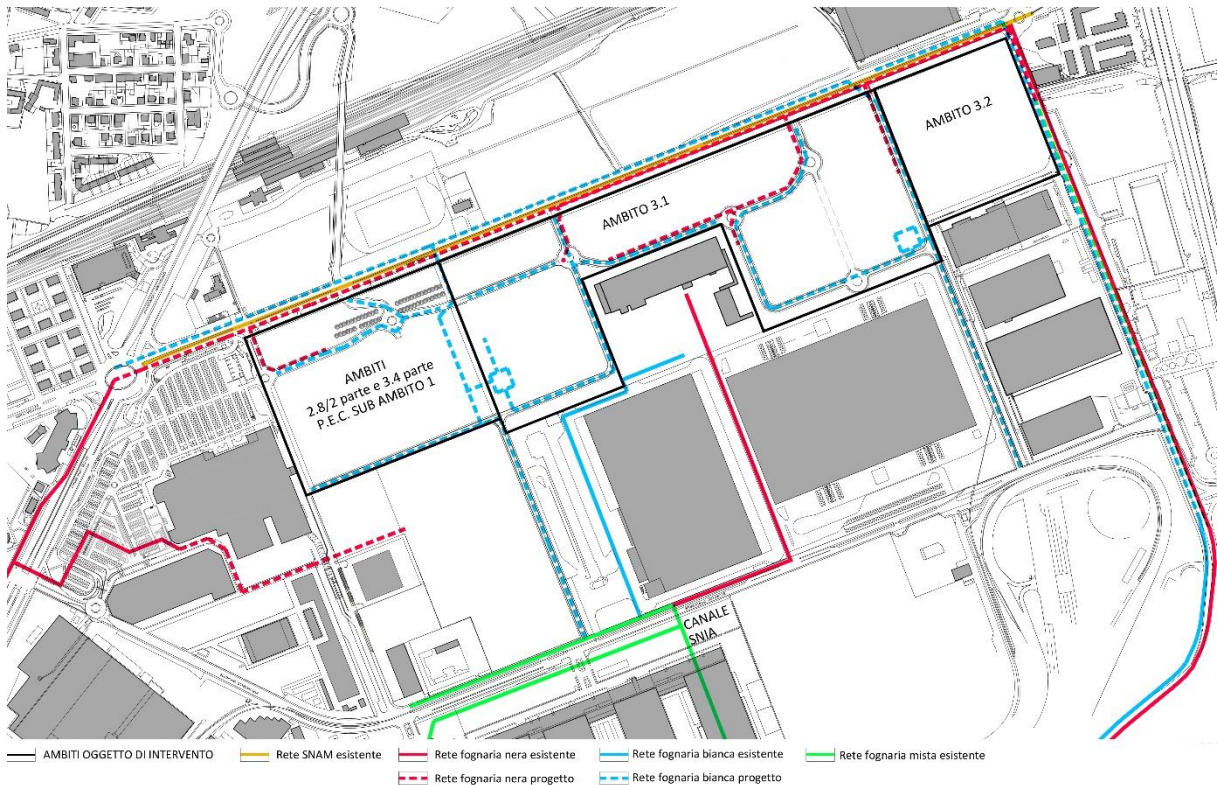 AMBITO 3.2
AMBITO 3.1
AMBITI
2.8/2 parte e 3.4 parte
P.E.C. SUB AMBITO 1
CANALE
SNIA
AMBITI OGGETTO DI INTERVENTO
Rete SNAM esistente
Rete fognaria nera esistente
Rete fognaria bianca esistente
Rete fognaria mista esistente
Rete fognaria nera progetto
Rete fognaria bianca progetto